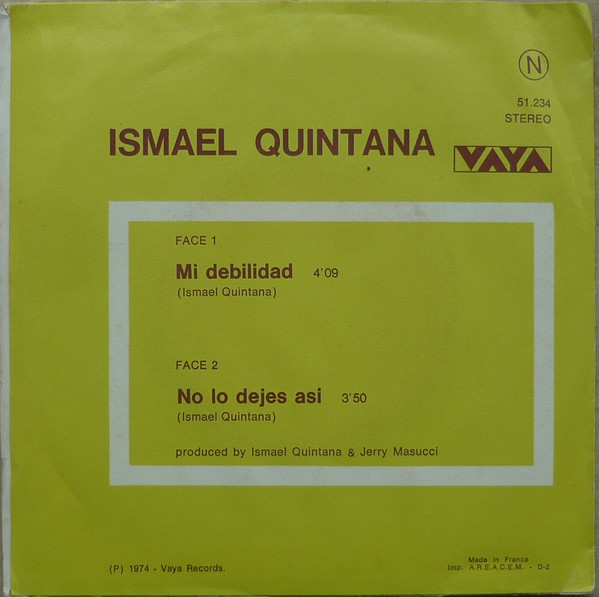 N
51.234
STEREO
ISMAEL QUINTANA
VAYA
FACE 1
Mi debilidad 4'09
(Ismael Quintana)
FACE 2
No lo dejes asi 3'50
(Ismael Quintana)
produced by Ismael Quintana & Jerry Masucci
(P) 1974 - Vaya Records.
Made in France
Imp. A.R.E.A.C.E.M. - D-2